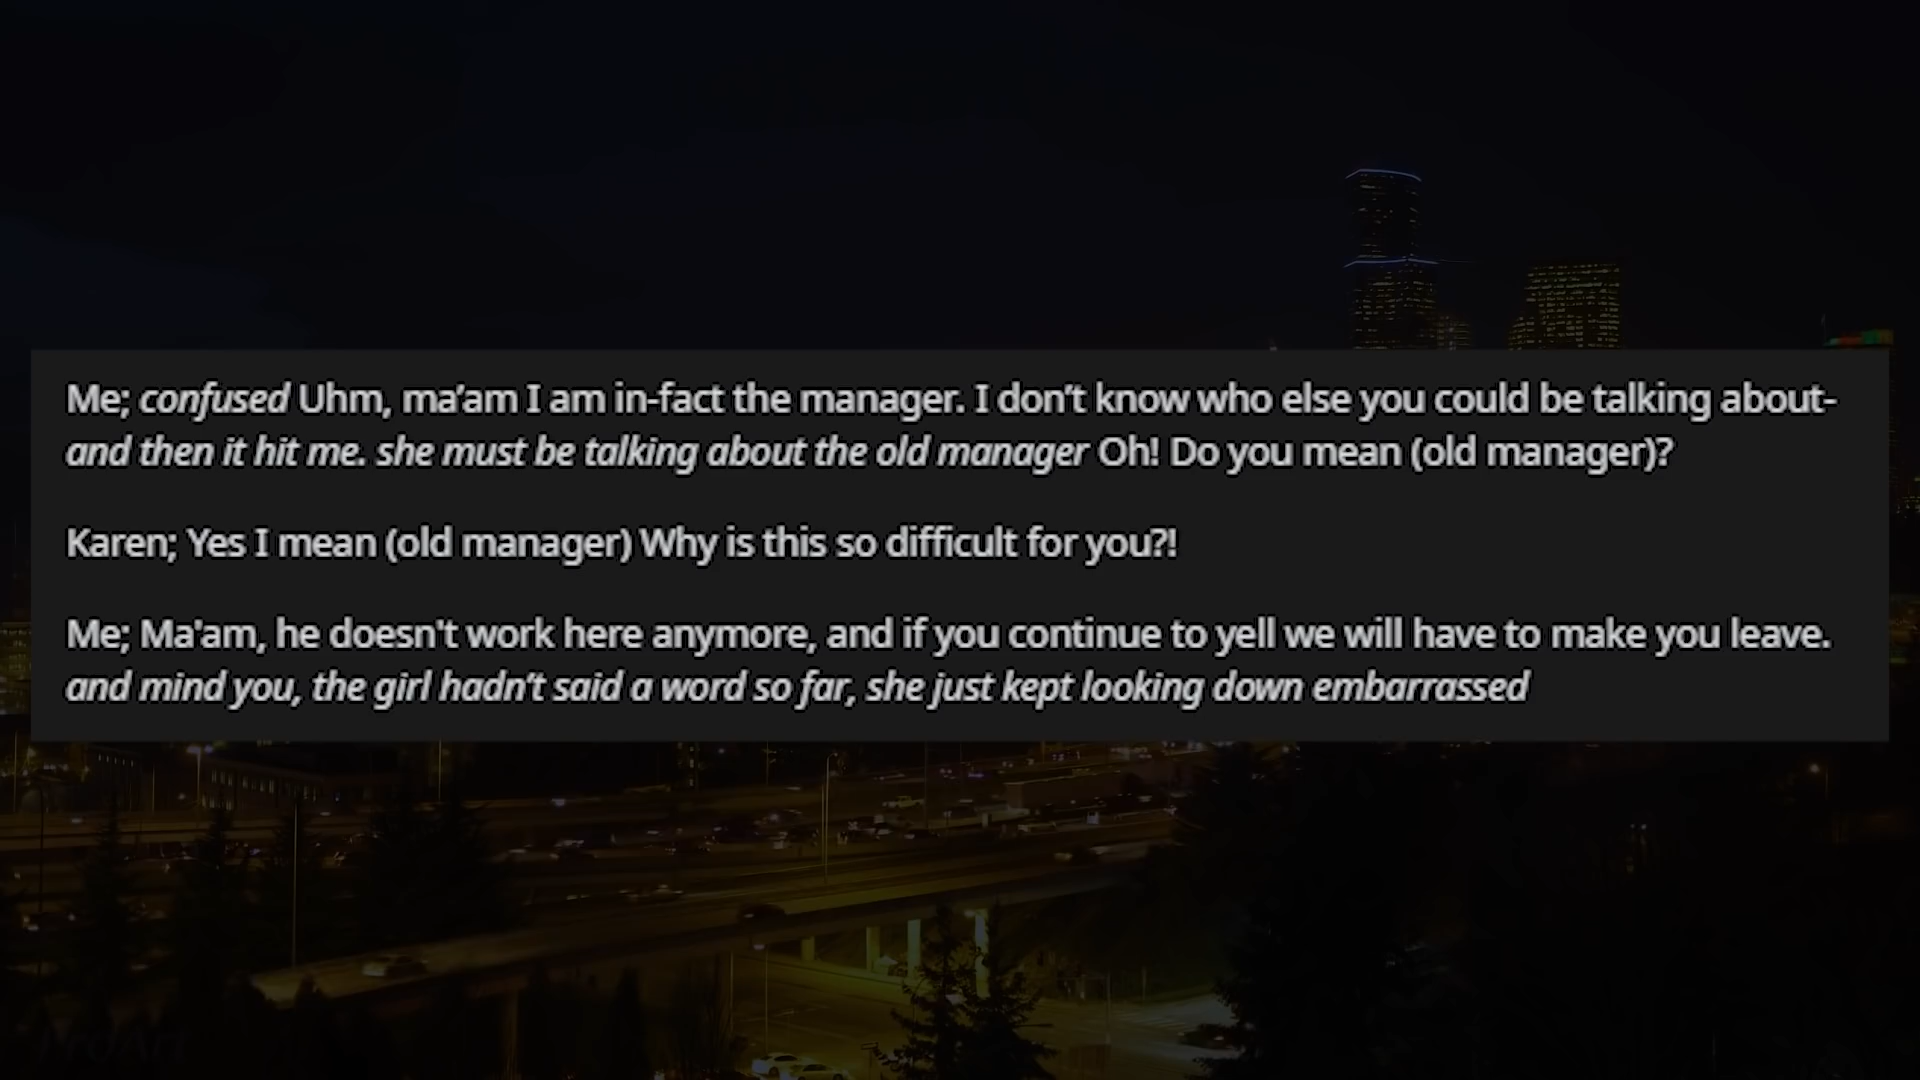 Me; confused Uhm, ma’am I am in-fact the manager. I don’t know who else you could be talking about-
and then it hit me. she must be talking about the old manager Oh! Do you mean (old manager)?
Karen; Yes I mean (old manager) Why is this so difficult for you?!
Me; Ma'am, he doesn't work here anymore, and if you continue to yell we will have to make you leave.
and mind you, the girl hadn’t said a word so far, she just kept looking down embarrassed